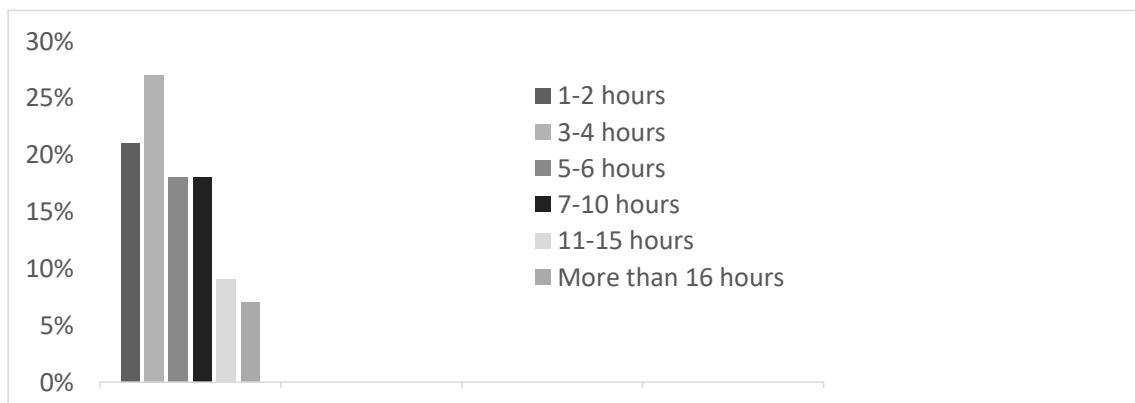 30%
25%
20%
15%
10%
5%
0%
1-2 hours
3-4 hours
5-6 hours
7-10 hours
11-15 hours
More than 16 hours